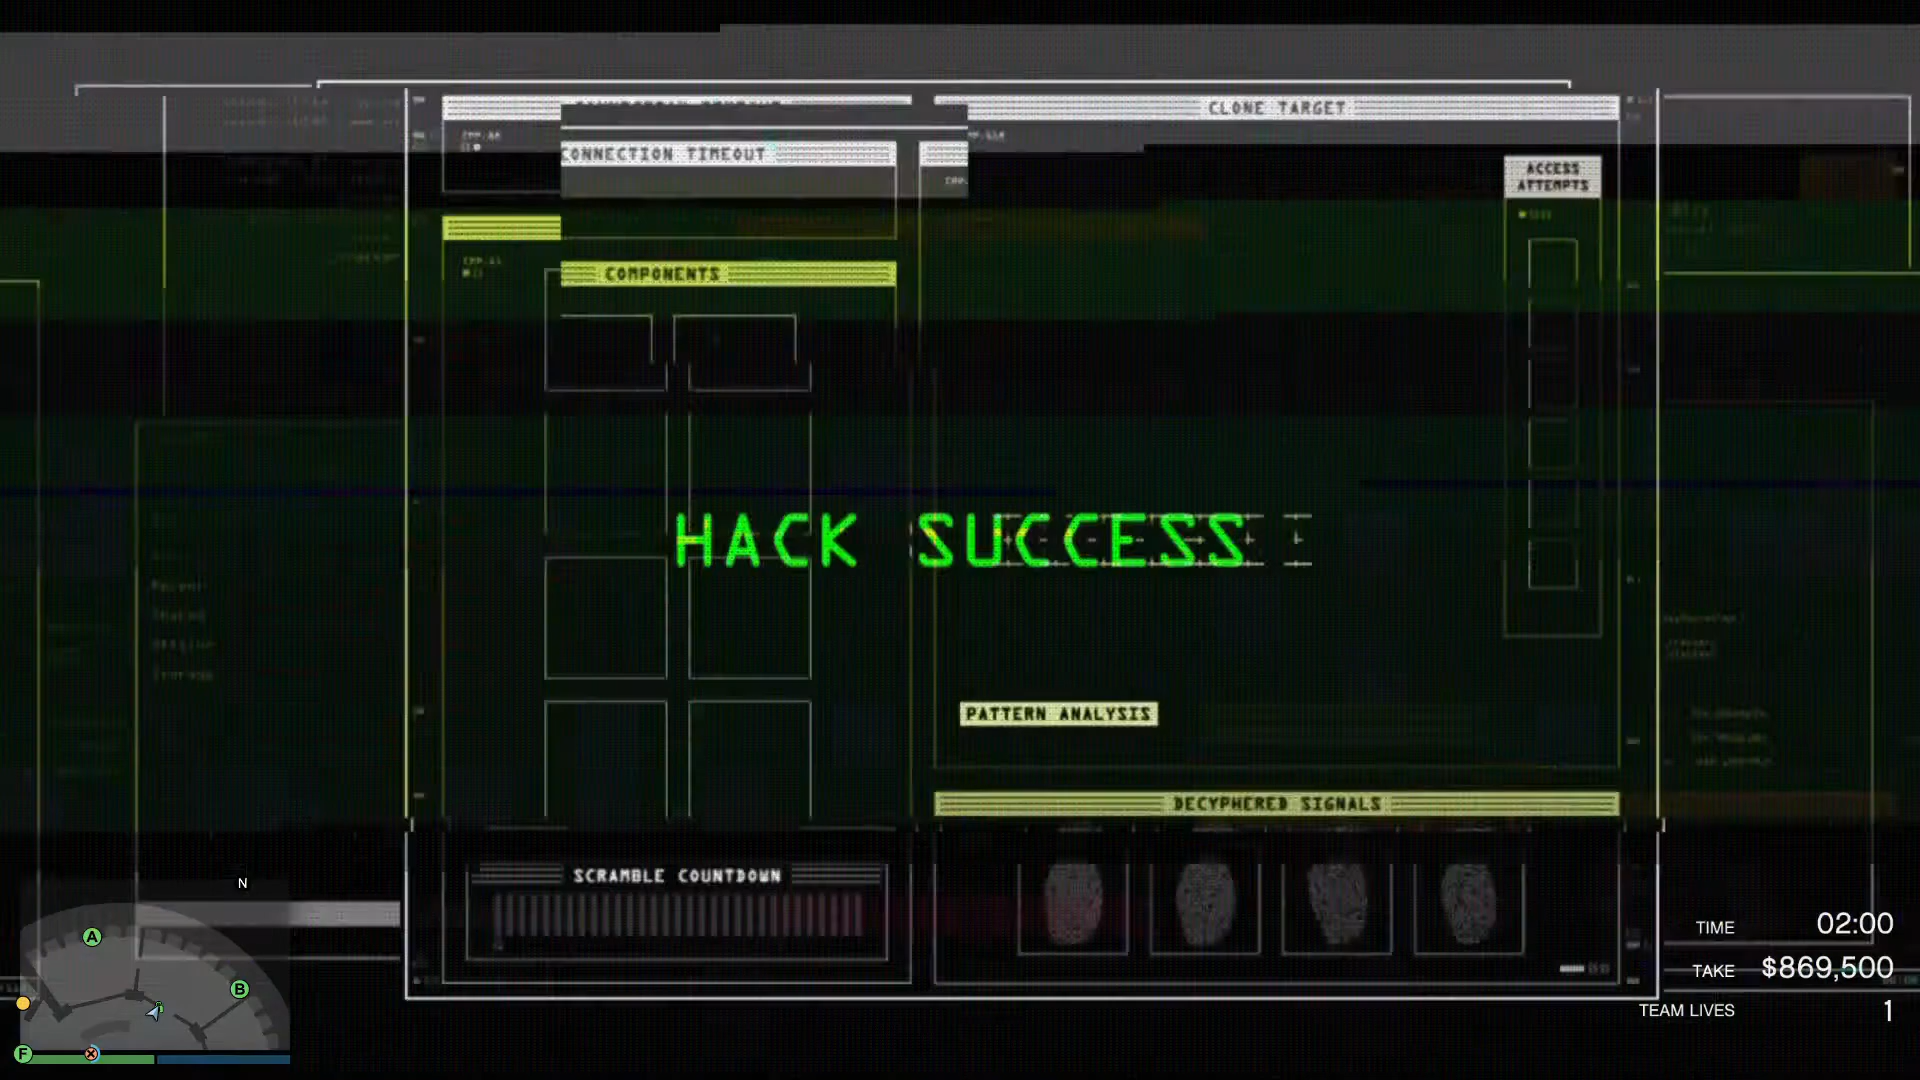 CLONE TARGET
CONNECTION TIMEOUT
ACCESS
ATTEMPTS
COMPONENTS
HACK SUCCESS
PATTERN ANALYSIS
DECYPHERED SIGNALS
SCRAMBLE COUNTDOWN
N
A
B
F
TIME 02:00
TAKE $869,500
TEAM LIVES 1